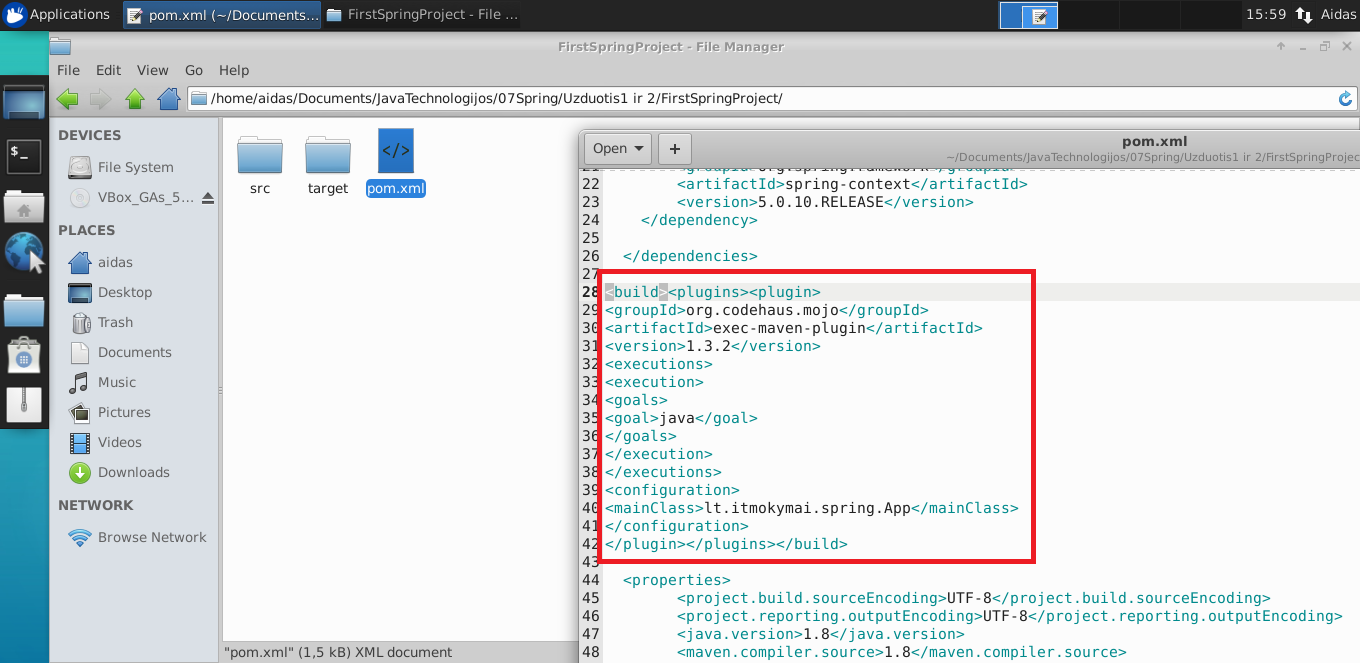 Applications
pom.xml (~/Documents...
FirstSpringProject - File ...
15:59
Aidas
FirstSpringProject - File Manager
File Edit View Go Help
/home/aidas/Documents/JavaTechnologijos/07Spring/Uzduotis1 ir 2/FirstSpringProject/
DEVICES
File System
VBox_GAs_5...
PLACES
aidas
Desktop
Trash
Documents
Music
Pictures
Videos
Downloads
NETWORK
Browse Network
src
target
pom.xml
"pom.xml" (1,5 kB) XML document
Open
+
pom.xml
~/Documents/JavaTechnologijos/07Spring/Uzduotis1 ir 2/FirstSpringProjec
22 <artifactId>spring-context</artifactId>
23 <version>5.0.10.RELEASE</version>
24 </dependency>
25
26 </dependencies>
27
28 <build><plugins><plugin>
29 <groupId>org.codehaus.mojo</groupId>
30 <artifactId>exec-maven-plugin</artifactId>
31 <version>1.3.2</version>
32 <executions>
33 <execution>
34 <goals>
35 <goal>java</goal>
36 </goals>
37 </execution>
38 </executions>
39 <configuration>
40 <mainClass>lt.itmokymai.spring.App</mainClass>
41 </configuration>
42 </plugin></plugins></build>
43
44 <properties>
45 <project.build.sourceEncoding>UTF-8</project.build.sourceEncoding>
46 <project.reporting.outputEncoding>UTF-8</project.reporting.outputEncoding>
47 <java.version>1.8</java.version>
48 <maven.compiler.source>1.8</maven.compiler.source>